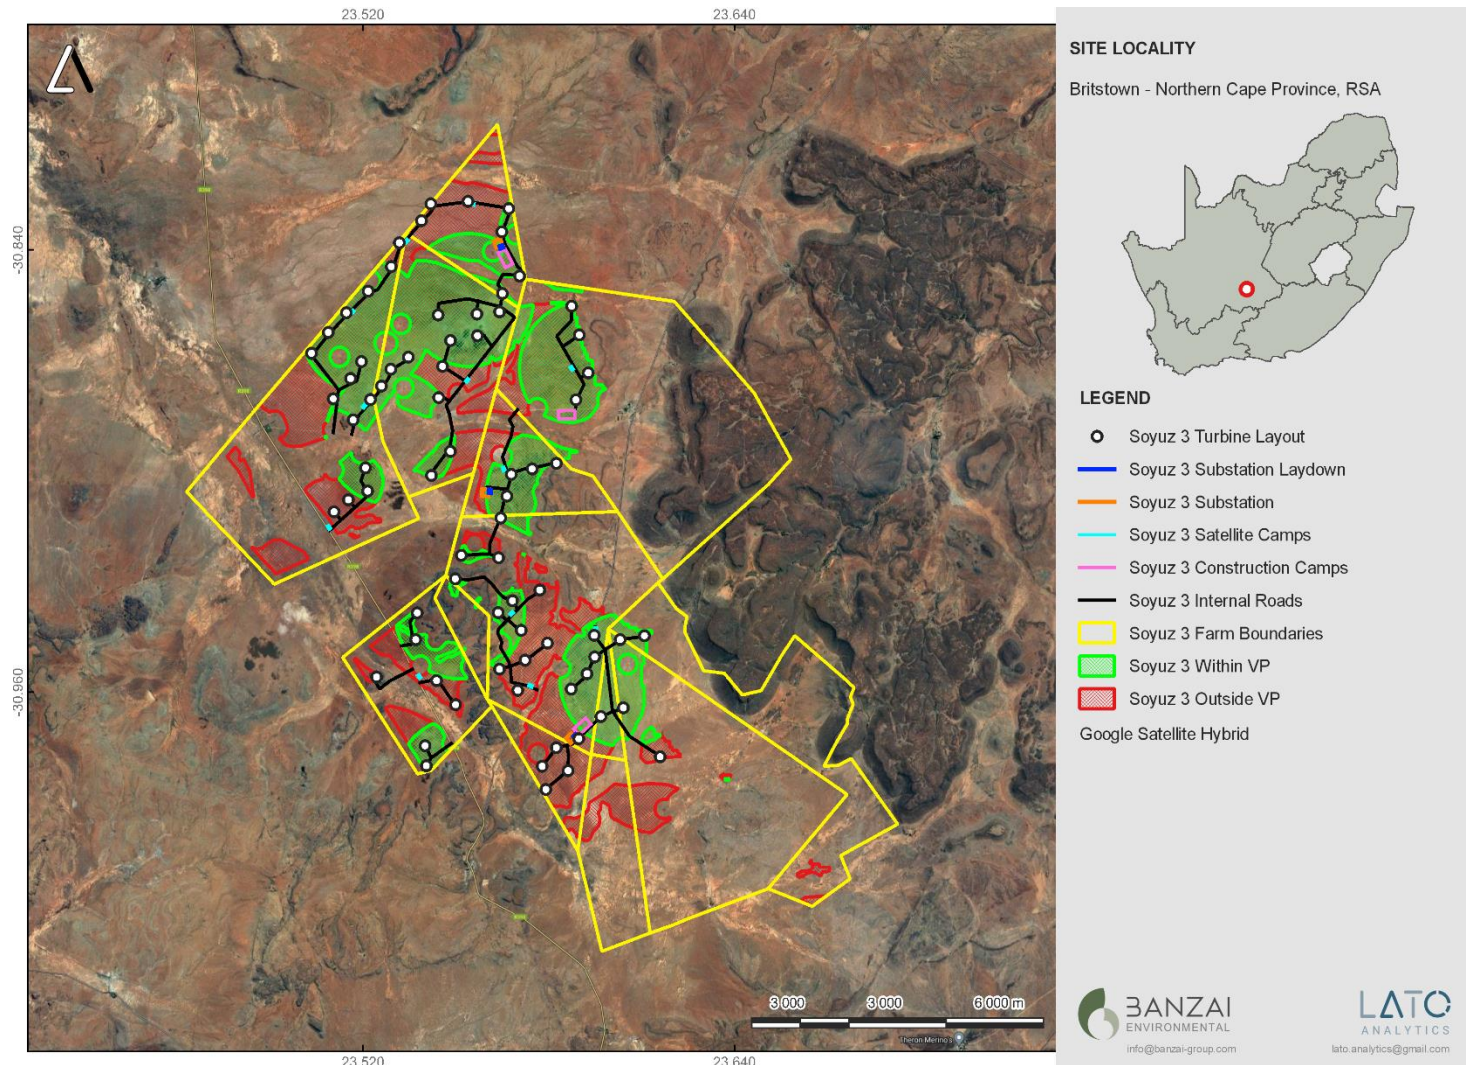 23.520
23.640
-30.840
-30.960
3 000
3 000
6 000 m
Theron Merino's
23.520
23.640
SITE LOCALITY
Britstown - Northern Cape Province, RSA
LEGEND
Soyuz 3 Turbine Layout
Soyuz 3 Substation Laydown
Soyuz 3 Substation
Soyuz 3 Satellite Camps
Soyuz 3 Construction Camps
Soyuz 3 Internal Roads
Soyuz 3 Farm Boundaries
Soyuz 3 Within VP
Soyuz 3 Outside VP
Google Satellite Hybrid
BANZAI
ENVIRONMENTAL
info@banzai-group.com
LATO
ANALYTICS
lato.analytics@gmail.com